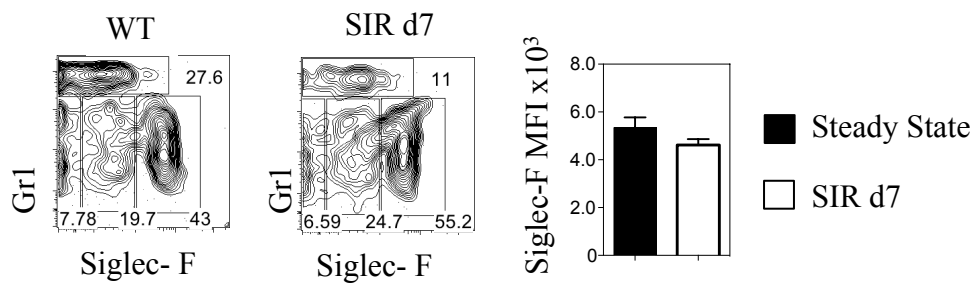 WT
Gr1
27.6
7.78 19.7 43
Siglec- F
SIR d7
Gr1
11
6.59 24.7 55.2
Siglec- F
Siglec-F MFI x10³
8.0
6.0
4.0
2.0
0
Steady State
SIR d7